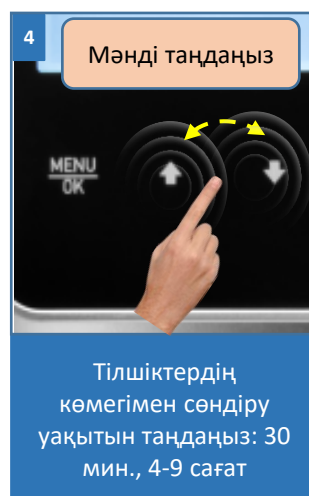 4
Мәнді таңдаңыз
MENU
OK
Тілшіктердің
көмегімен сөндіру
уақытын таңдаңыз: 30
мин., 4-9 сағат